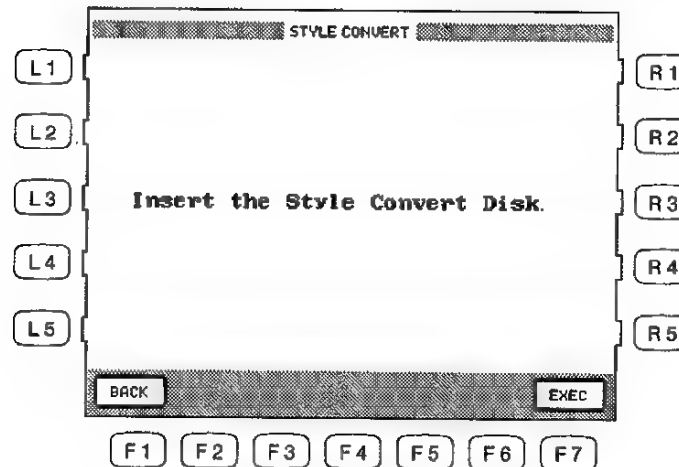 STYLE CONVERT
L1
R1
L2
R2
Insert the Style Convert Disk.
L3
R3
L4
R4
L5
R5
BACK
EXEC
F1 F2 F3 F4 F5 F6 F7